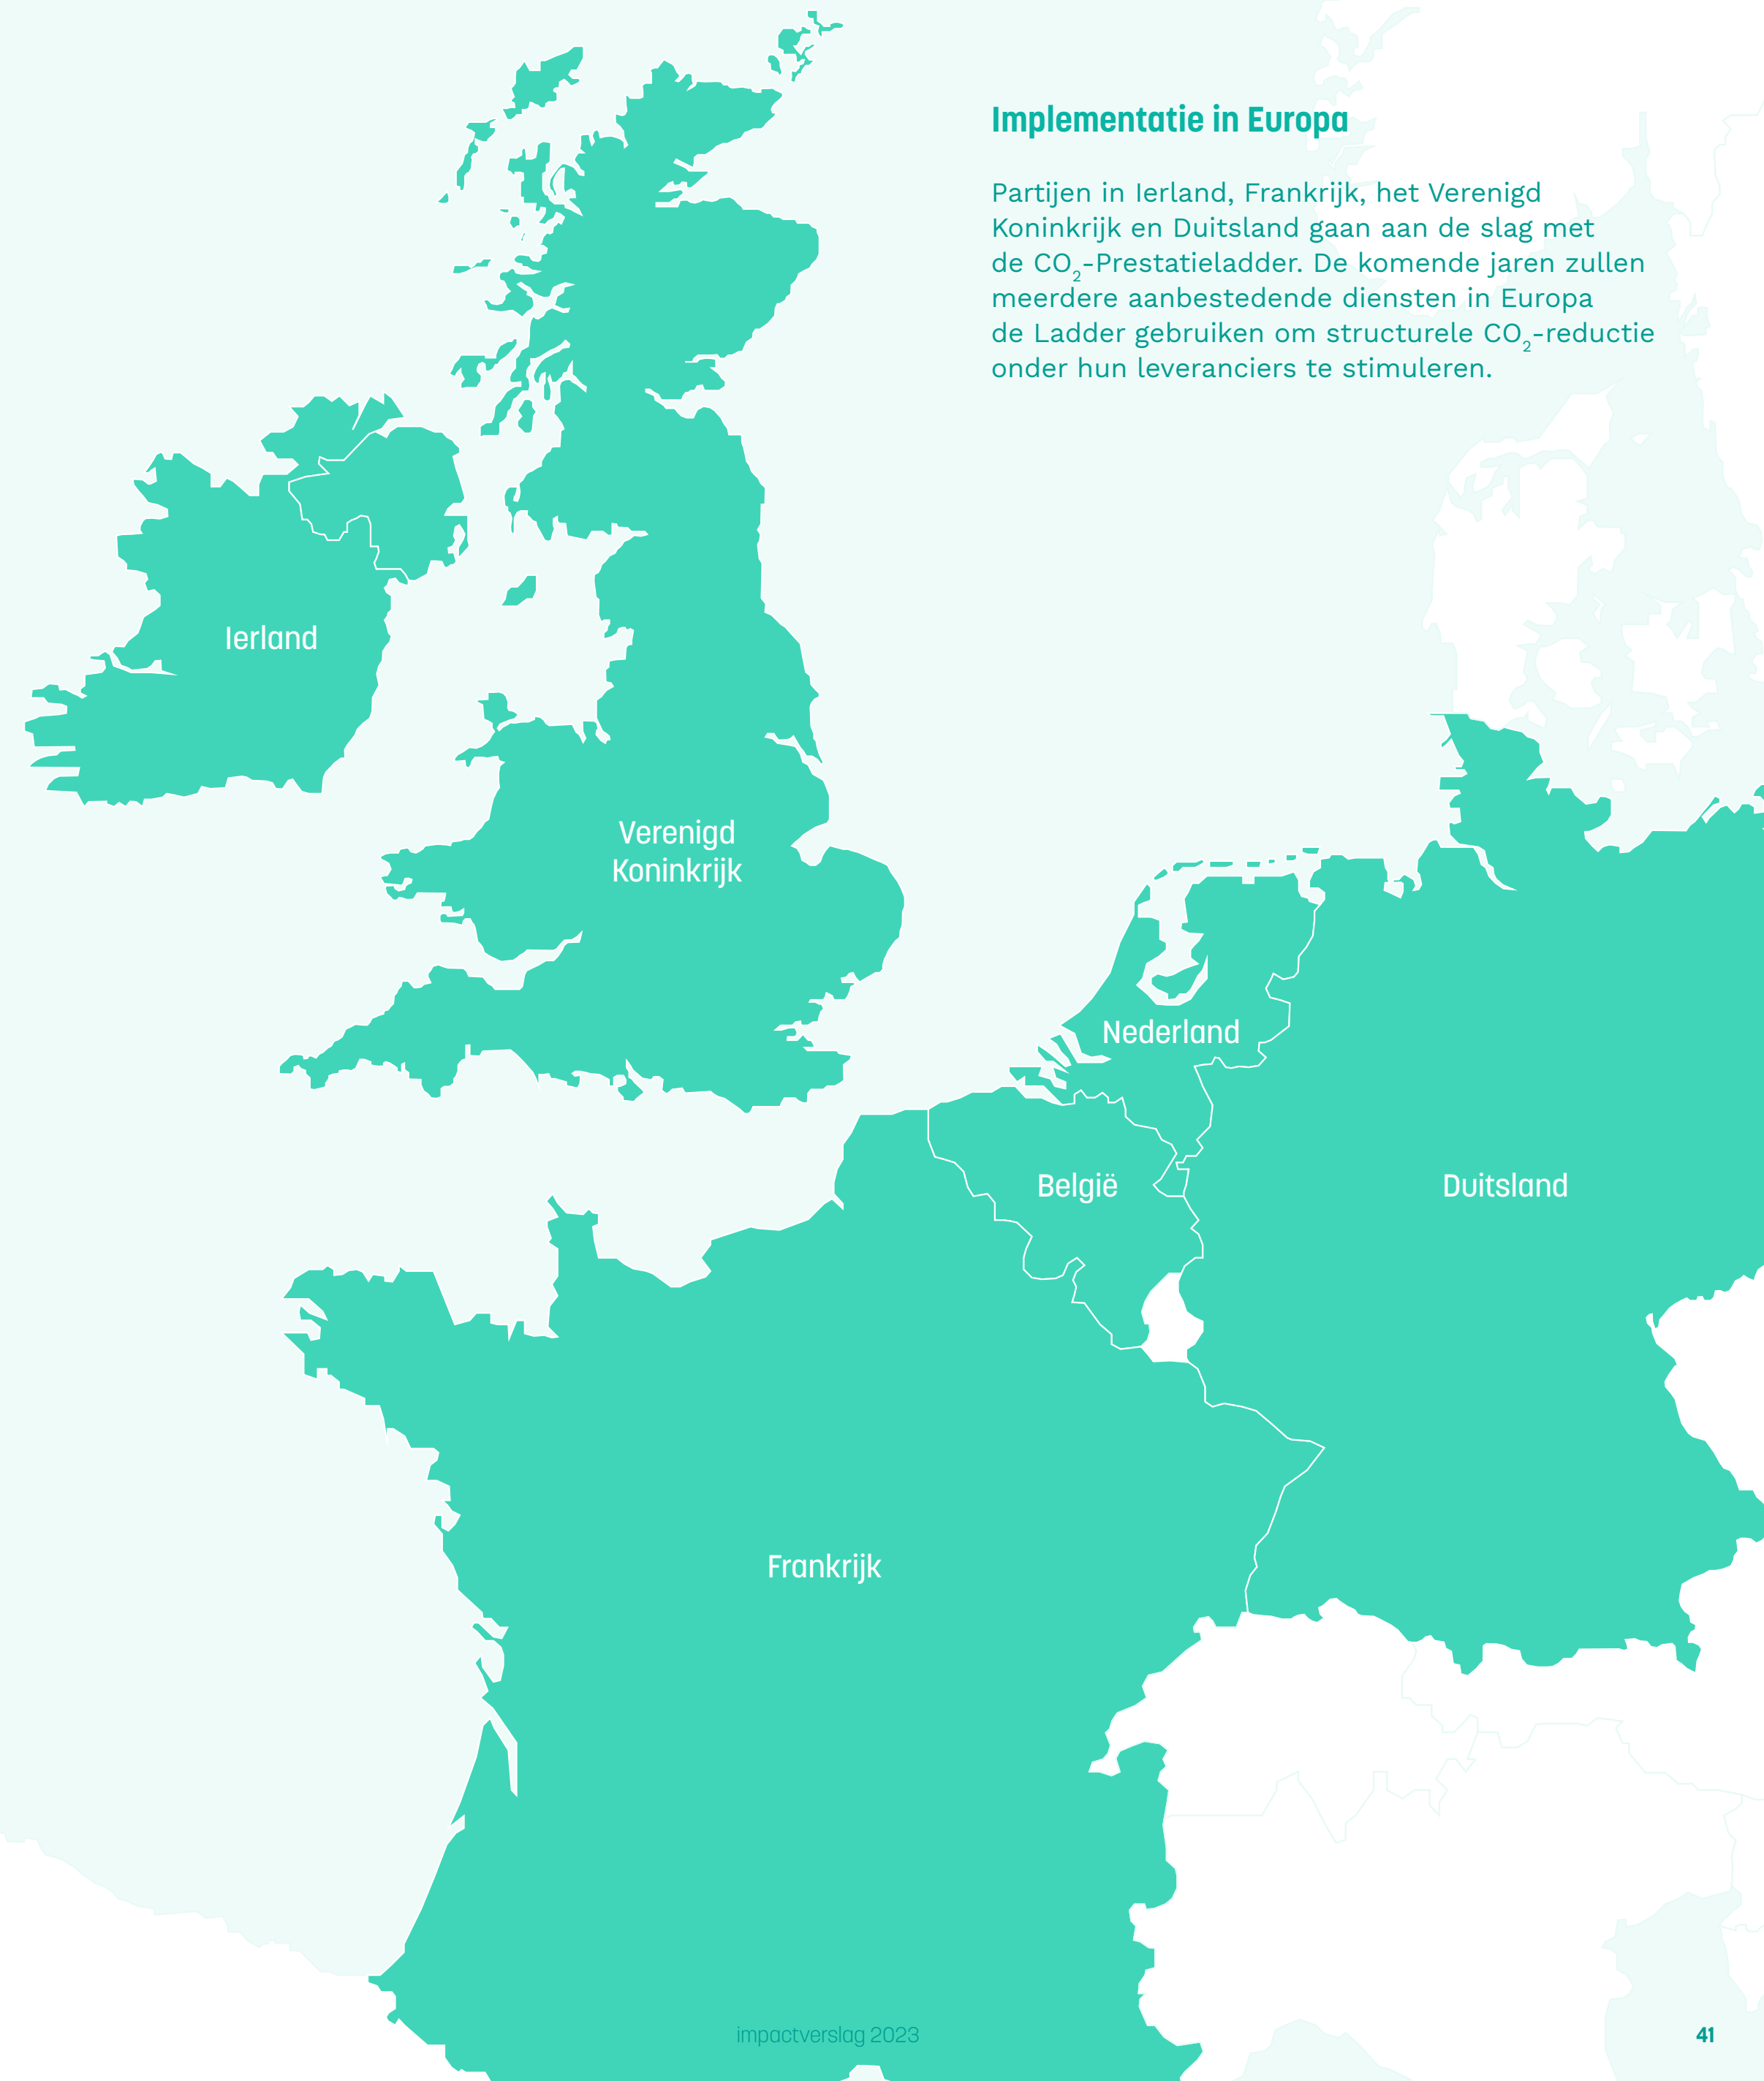 Implementatie in Europa
Partijen in Ierland, Frankrijk, het Verenigd
Koninkrijk en Duitsland gaan aan de slag met
de CO₂-Prestatieladder. De komende jaren zullen
meerdere aanbestedende diensten in Europa
de Ladder gebruiken om structurele CO₂-reductie
onder hun leveranciers te stimuleren.
Ierland
Verenigd
Koninkrijk
Nederland
België
Duitsland
Frankrijk
impactverslag 2023
41